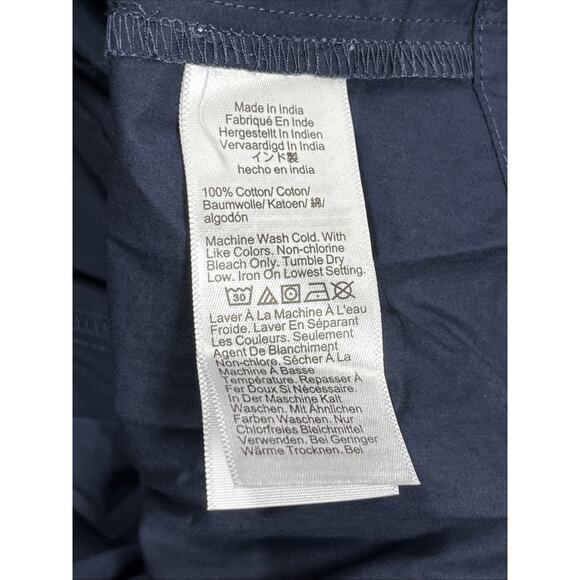 Made In India
Fabriqué En Inde
Hergestellt In Indien
Vervaardigd In India
インド製
hecho en india
100% Cotton/ Coton/
Baumwolle/ Katoen/ 綿/
algodón
Machine Wash Cold. With
Like Colors. Non-chlorine
Bleach Only. Tumble Dry
Low. Iron On Lowest Setting.
30
Laver À La Machine À L'eau
Froide. Laver En Séparant
Les Couleurs. Seulement
Agent De Blanchiment
Non-chlore. Sécher À La
Machine À Basse
Température. Repasser À
Fer Doux Si Nécessaire.
In Der Maschine Kalt
Waschen. Mit Ähnlichen
Farben Waschen. Nur
Chlorfreies Bleichmittel
Verwenden. Bei Geringer
Wärme Trocknen. Bei